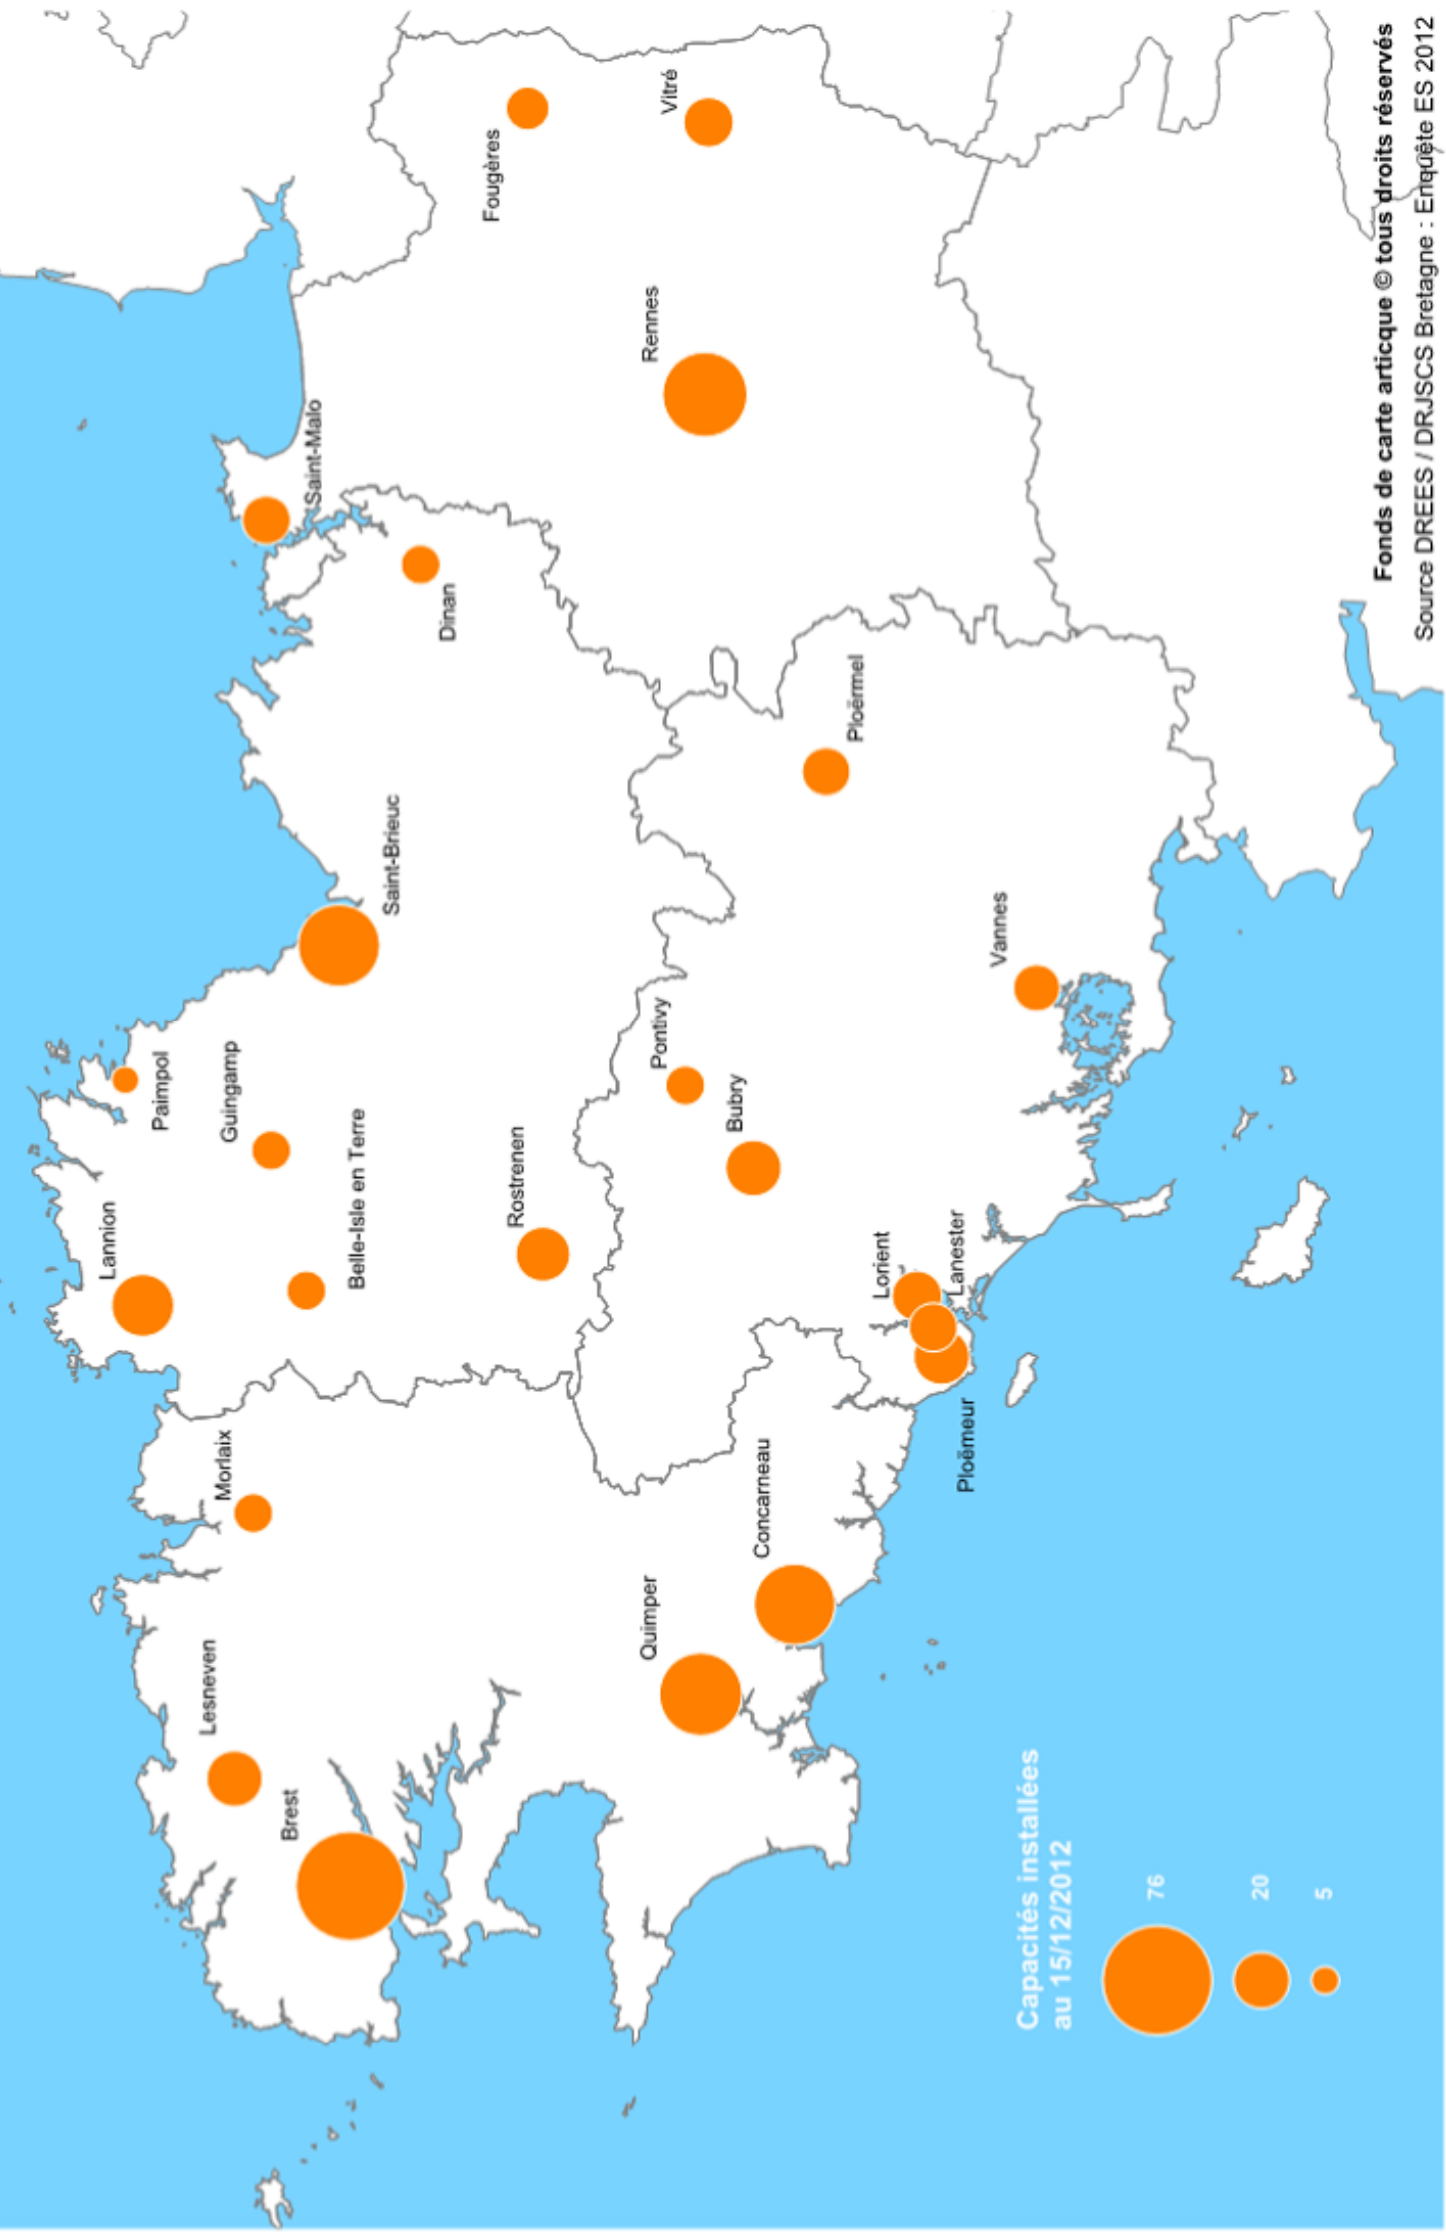 Lannion
Paimpol
Morlaix
Guingamp
Lesneven
Belle-Isle en Terre
Saint-Malo
Brest
Saint-Brieuc
Dinan
Fougères
Rostrenen
Quimper
Pontivy
Rennes
Vitré
Bubry
Concarneau
Ploërmel
Lorient
Lanester
Ploëmeur
Vannes
Capacités installées
au 15/12/2012
76
20
5
Fonds de carte articque © tous droits réservés
Source DREES / DRJSCS Bretagne : Enquête ES 2012